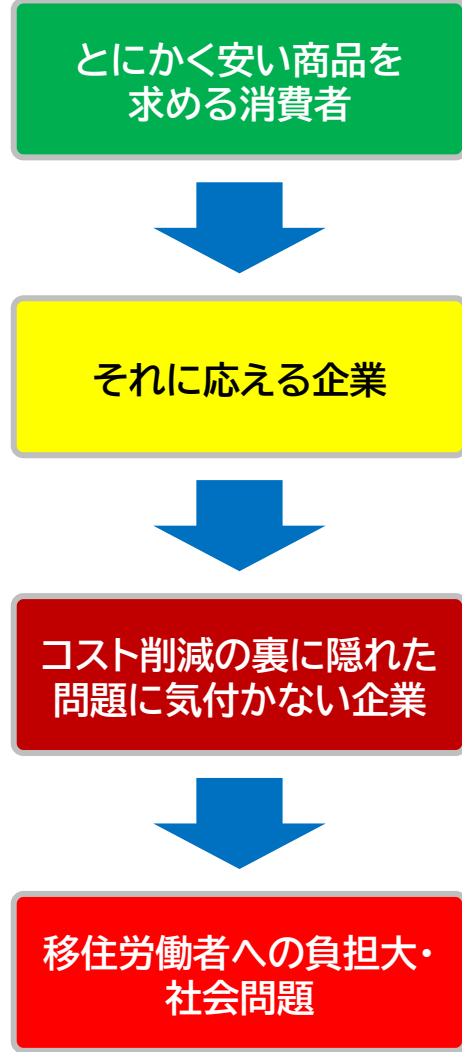 とにかく安い商品を
求める消費者
それに応える企業
コスト削減の裏に隠れた
問題に気付かない企業
移住労働者への負担大・
社会問題